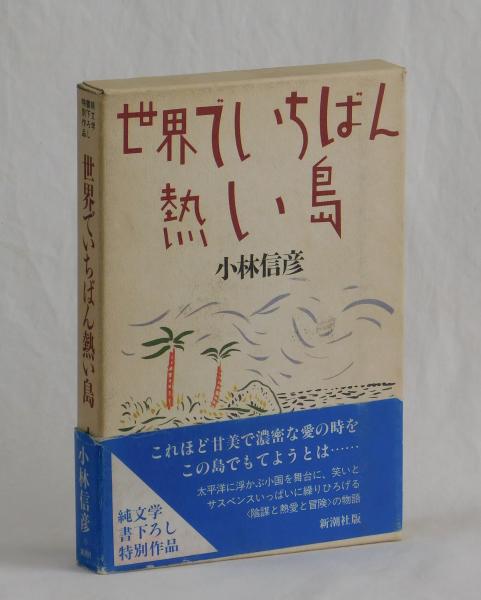 世界でいちばん
熱い島
小林信彦
これほど甘美で濃密な愛の時を
この島でもてようとは……
太平洋に浮かぶ小国を舞台に、笑いと
サスペンスいっぱいに繰りひろげる
〈陰謀と熱愛と冒険〉の物語
新潮社版
純文学
書下ろし
特別作品
純文学
書下ろし
特別作品
世界でいちばん熱い島
小林信彦